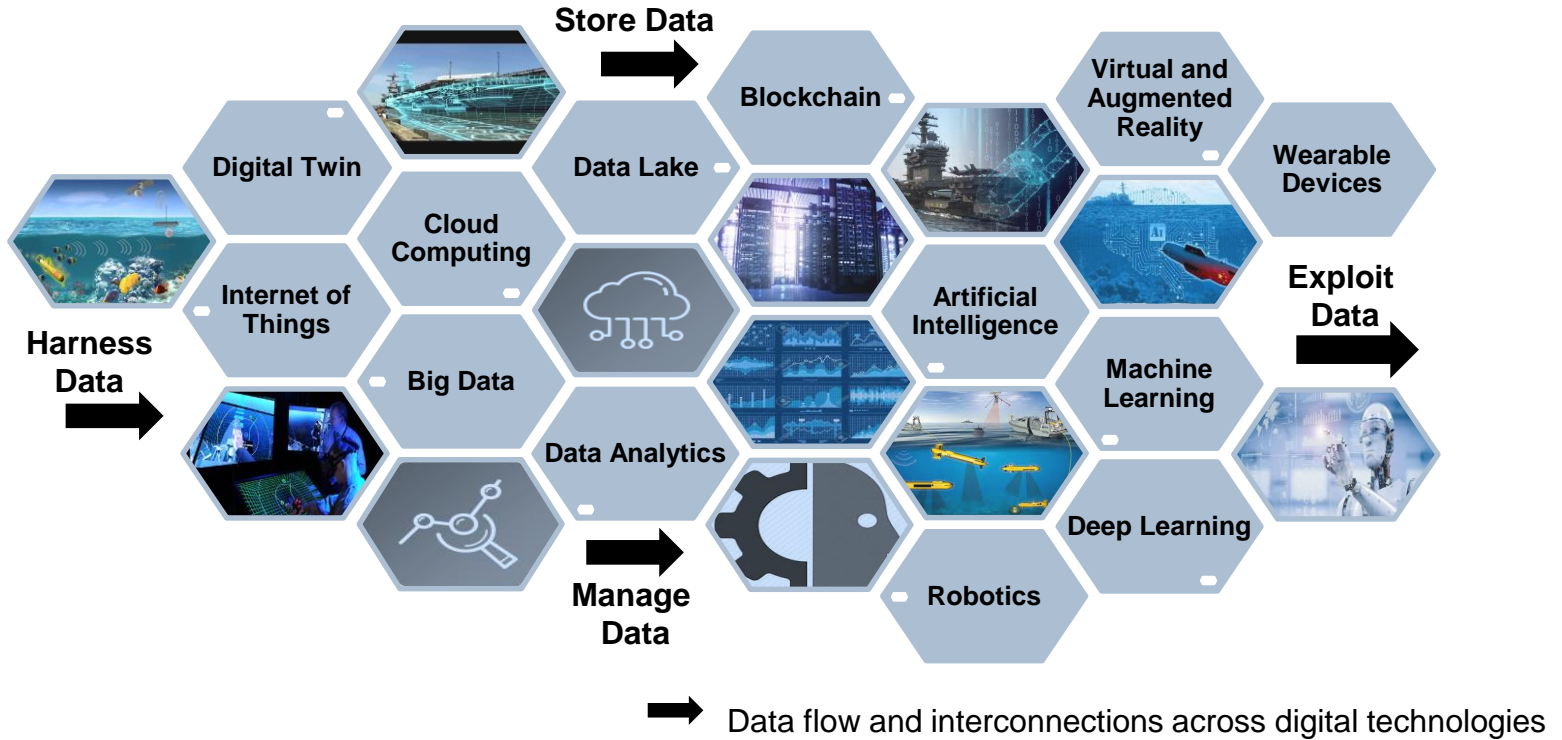 Store Data
Virtual and
Augmented
Reality
Blockchain
Digital Twin
Data Lake
Wearable
Devices
Cloud
Computing
Internet of
Things
Artificial
Intelligence
Exploit
Data
Harness
Data
Big Data
Machine
Learning
Data Analytics
Deep Learning
Manage
Data
Robotics
AI
Data flow and interconnections across digital technologies